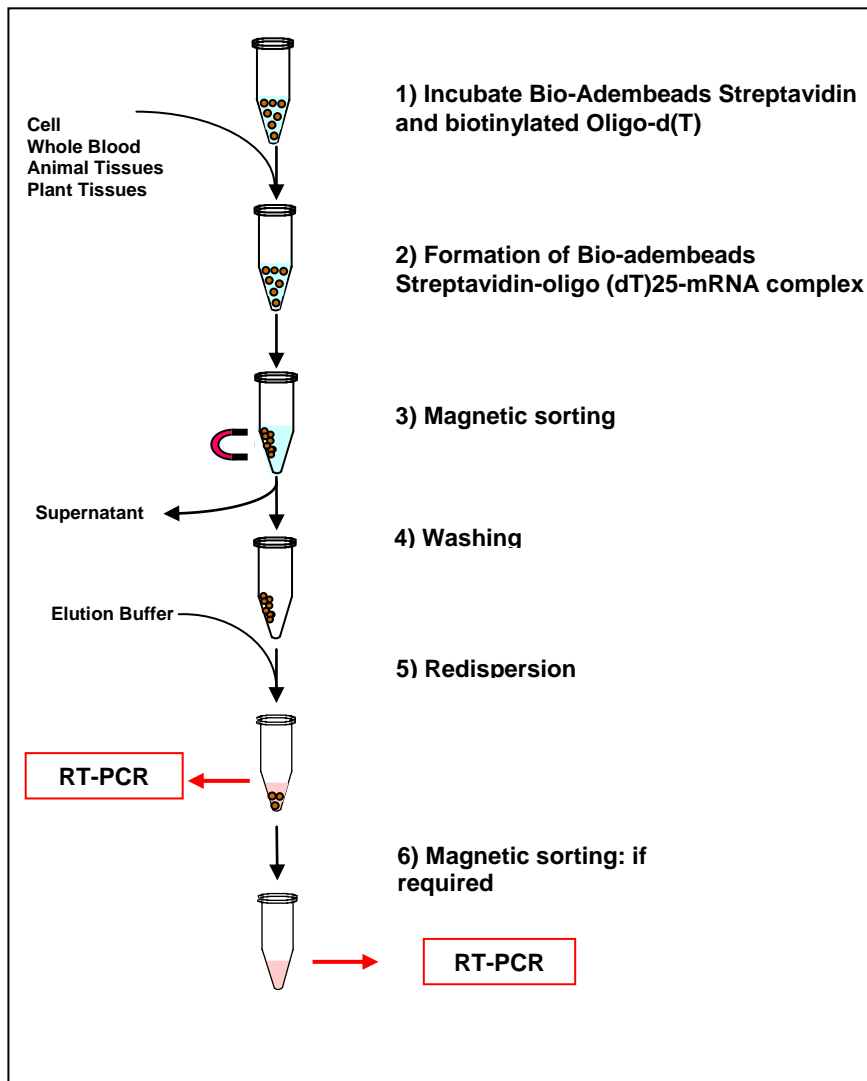 1) Incubate Bio-Adembeads Streptavidin
and biotinylated Oligo-d(T)
Cell
Whole Blood
Animal Tissues
Plant Tissues
2) Formation of Bio-adembeads
Streptavidin-oligo (dT)25-mRNA complex
3) Magnetic sorting
Supernatant
4) Washing
Elution Buffer
5) Redispersion
RT-PCR
6) Magnetic sorting: if
required
RT-PCR